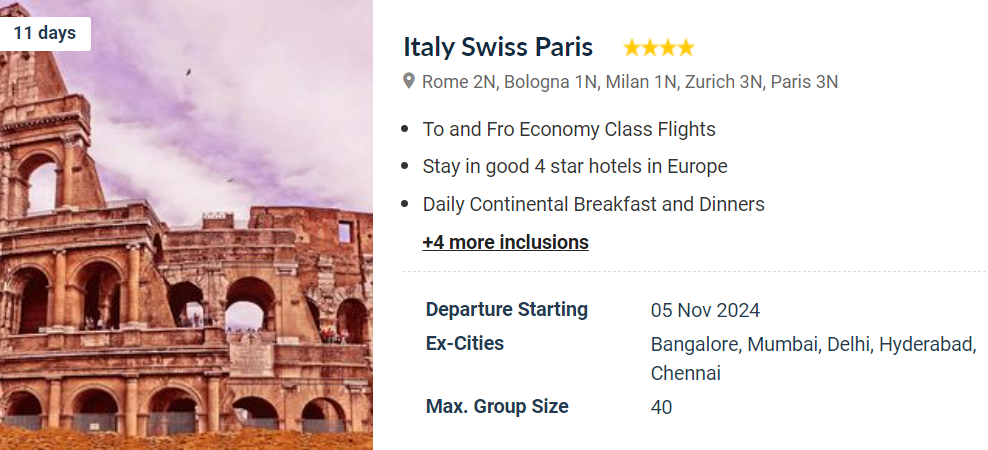 11 days
Italy Swiss Paris
Rome 2N, Bologna 1N, Milan 1N, Zurich 3N, Paris 3N
To and Fro Economy Class Flights
Stay in good 4 star hotels in Europe
Daily Continental Breakfast and Dinners
+4 more inclusions
Departure Starting 05 Nov 2024
Ex-Cities Bangalore, Mumbai, Delhi, Hyderabad,
Chennai
Max. Group Size 40